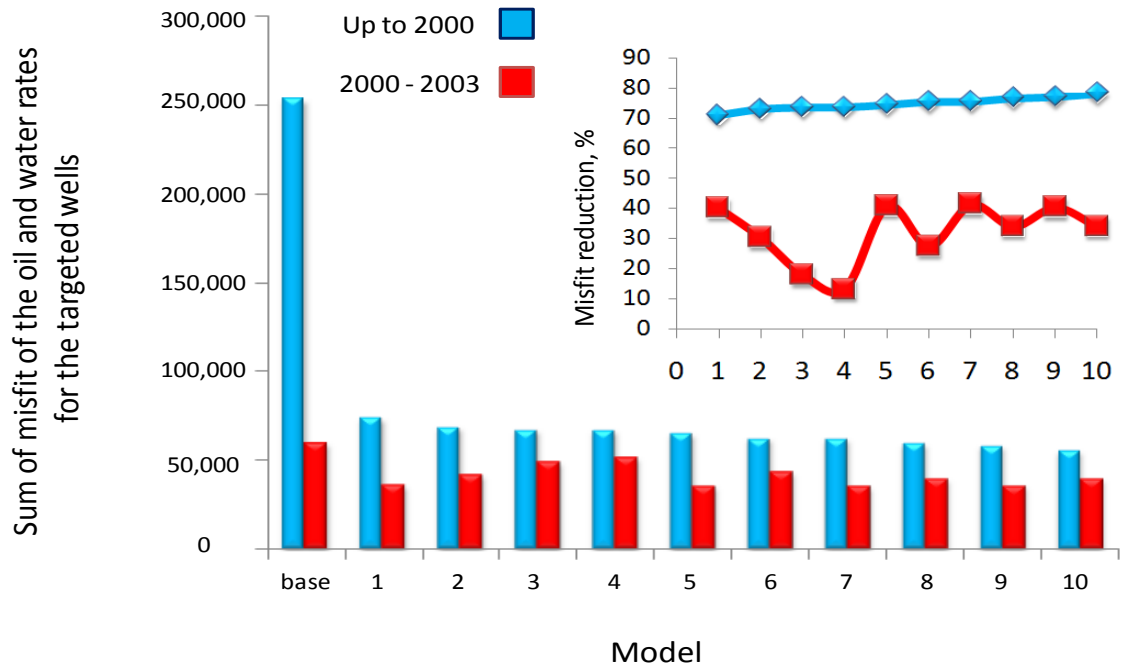 Sum of misfit of the oil and water rates
for the targeted wells
300,000
250,000
200,000
150,000
100,000
50,000
0
Up to 2000
2000 - 2003
Misfit reduction, %
90
80
70
60
50
40
30
20
10
0
0 1 2 3 4 5 6 7 8 9 10
base 1 2 3 4 5 6 7 8 9 10
Model